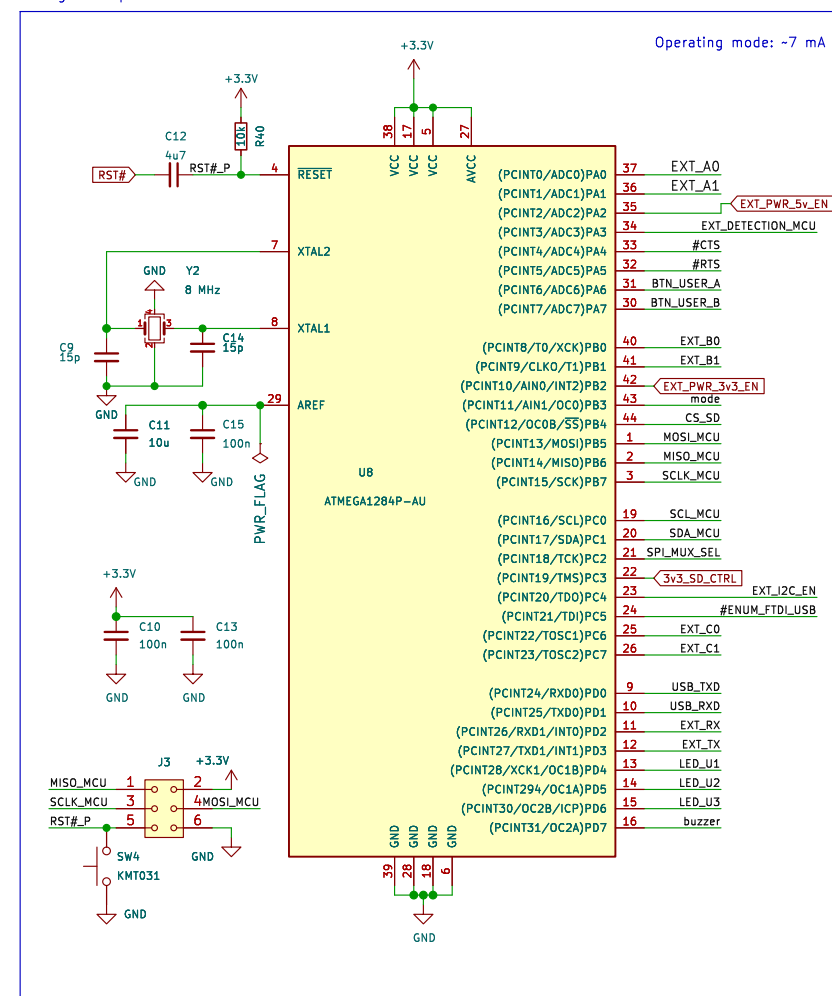 Operating mode: ~7 mA
+3.3V
+3.3V
38
17
5
27
VCC
VCC
VCC
AVCC
10k
R40
C12
4u7
RST#
RST#_P
4
RESET
7
XTAL2
GND
Y2
8 MHz
4
1
3
2
8
XTAL1
C9
15p
C14
15p
GND
29
AREF
C11
10u
C15
100n
GND
GND
PWR_FLAG
U8
ATMEGA1284P-AU
(PCINT0/ADC0)PA0 37 EXT_A0
(PCINT1/ADC1)PA1 36 EXT_A1
(PCINT2/ADC2)PA2 35 EXT_PWR_5v_EN
(PCINT3/ADC3)PA3 34 EXT_DETECTION_MCU
(PCINT4/ADC4)PA4 33 #CTS
(PCINT5/ADC5)PA5 32 #RTS
(PCINT6/ADC6)PA6 31 BTN_USER_A
(PCINT7/ADC7)PA7 30 BTN_USER_B
(PCINT8/T0/XCK)PB0 40 EXT_B0
(PCINT9/CLKO/T1)PB1 41 EXT_B1
(PCINT10/AIN0/INT2)PB2 42 EXT_PWR_3v3_EN
(PCINT11/AIN1/OC0)PB3 43 mode
(PCINT12/OC0B/SS)PB4 44 CS_SD
(PCINT13/MOSI)PB5 1 MOSI_MCU
(PCINT14/MISO)PB6 2 MISO_MCU
(PCINT15/SCK)PB7 3 SCLK_MCU
(PCINT16/SCL)PC0 19 SCL_MCU
(PCINT17/SDA)PC1 20 SDA_MCU
(PCINT18/TCK)PC2 21 SPI_MUX_SEL
(PCINT19/TMS)PC3 22 3v3_SD_CTRL
(PCINT20/TDO)PC4 23 EXT_I2C_EN
(PCINT21/TDI)PC5 24 #ENUM_FTDI_USB
(PCINT22/TOSC1)PC6 25 EXT_C0
(PCINT23/TOSC2)PC7 26 EXT_C1
(PCINT24/RXD0)PD0 9 USB_TXD
(PCINT25/TXD0)PD1 10 USB_RXD
(PCINT26/RXD1/INT0)PD2 11 EXT_RX
(PCINT27/TXD1/INT1)PD3 12 EXT_TX
(PCINT28/XCK1/OC1B)PD4 13 LED_U1
(PCINT294/OC1A)PD5 14 LED_U2
(PCINT30/OC2B/ICP)PD6 15 LED_U3
(PCINT31/OC2A)PD7 16 buzzer
+3.3V
C10
100n
C13
100n
GND
GND
J3
+3.3V
MISO_MCU 1 2
SCLK_MCU 3 4 MOSI_MCU
RST#_P 5 6
GND
SW4
KMT031
GND
GND
GND
GND
GND
39
28
18
6
GND